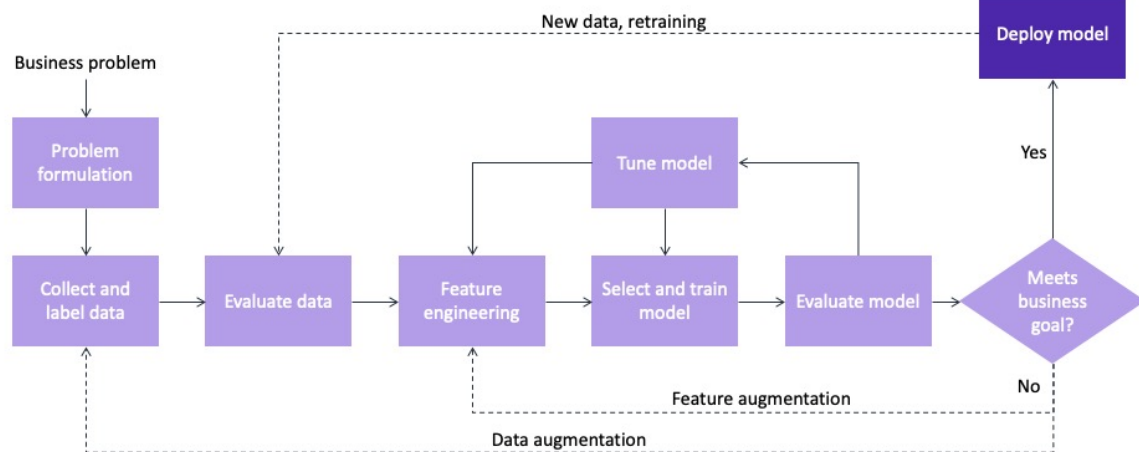 New data, retraining
Deploy model
Business problem
Problem
formulation
Tune model
Yes
Collect and
label data
Evaluate data
Feature
engineering
Select and train
model
Evaluate model
Meets
business
goal?
No
Feature augmentation
Data augmentation